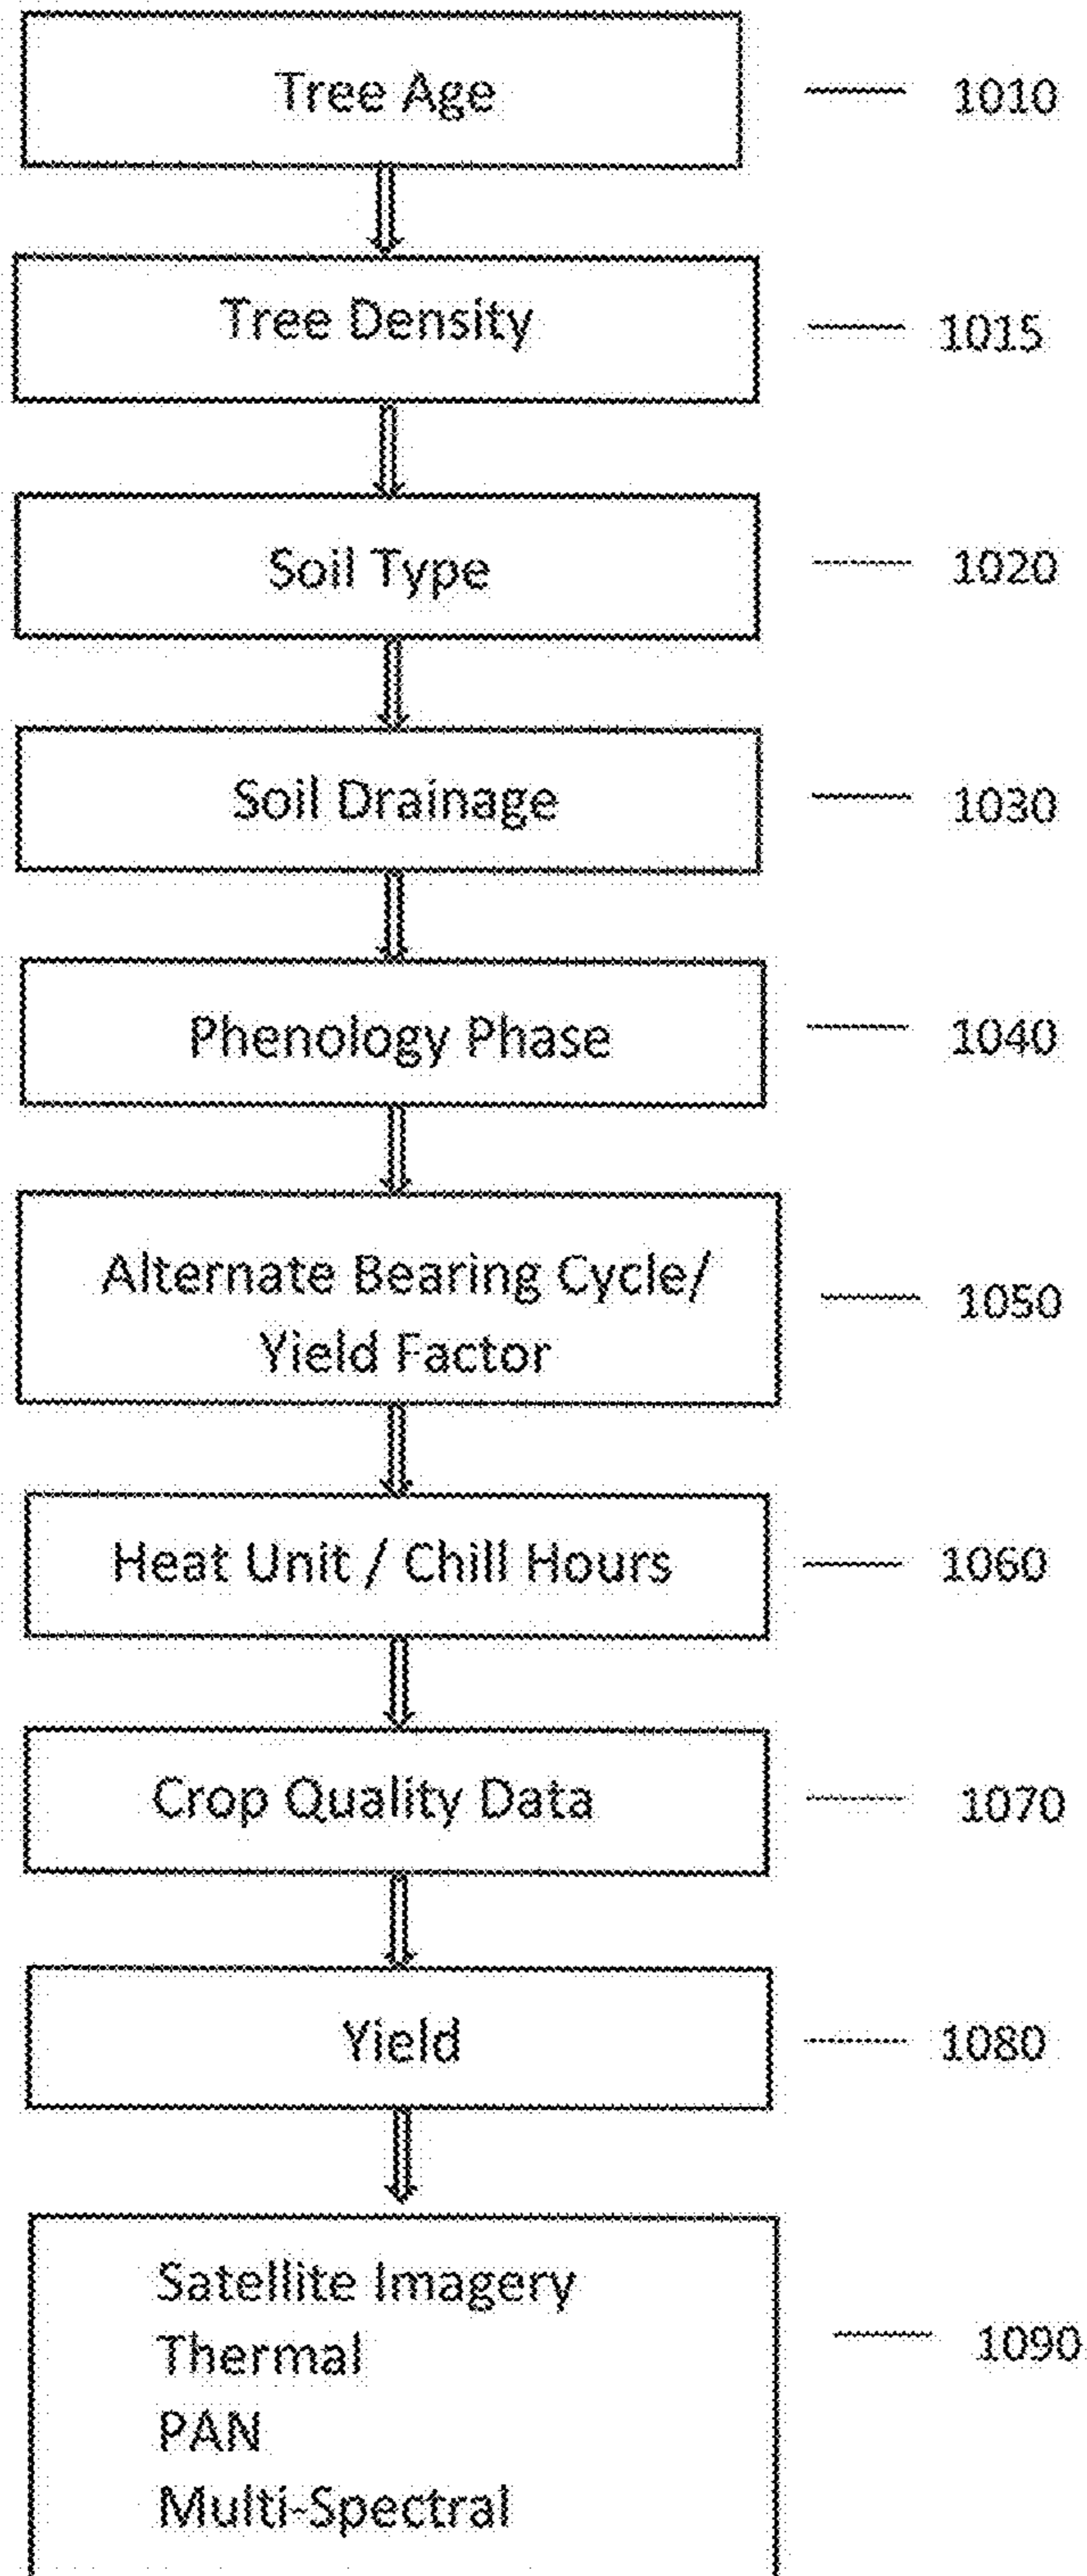 Tree Age 1010
Tree Density 1015
Soil Type 1020
Soil Drainage 1030
Phenology Phase 1040
Alternate Bearing Cycle/
Yield Factor 1050
Heat Unit / Chill Hours 1060
Crop Quality Data 1070
Yield 1080
Satellite Imagery
Thermal 1090
PAN
Multi-Spectral